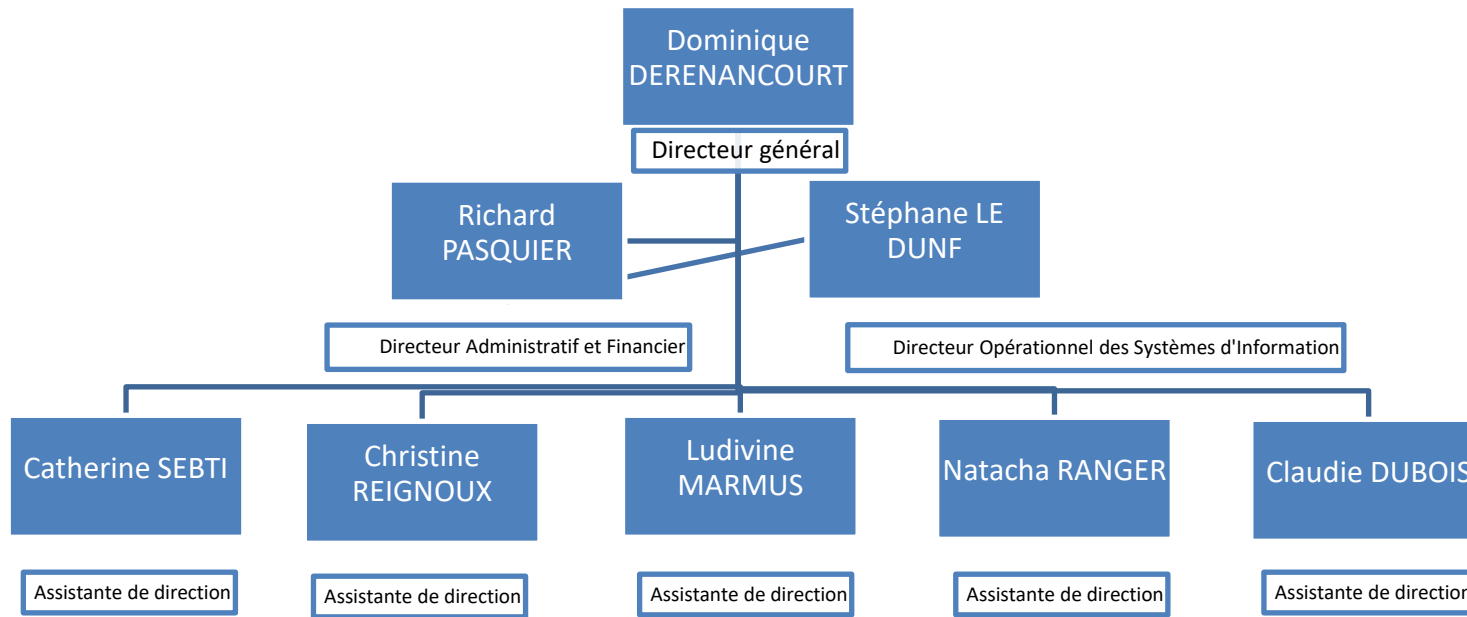 Dominique
DERENANCOURT
Directeur général
Richard
PASQUIER
Stéphane LE
DUNF
Directeur Administratif et Financier
Directeur Opérationnel des Systèmes d'Information
Catherine SEBTI
Christine
REIGNOUX
Ludivine
MARMUS
Natacha RANGER
Claudie DUBOIS
Assistante de direction
Assistante de direction
Assistante de direction
Assistante de direction
Assistante de direction